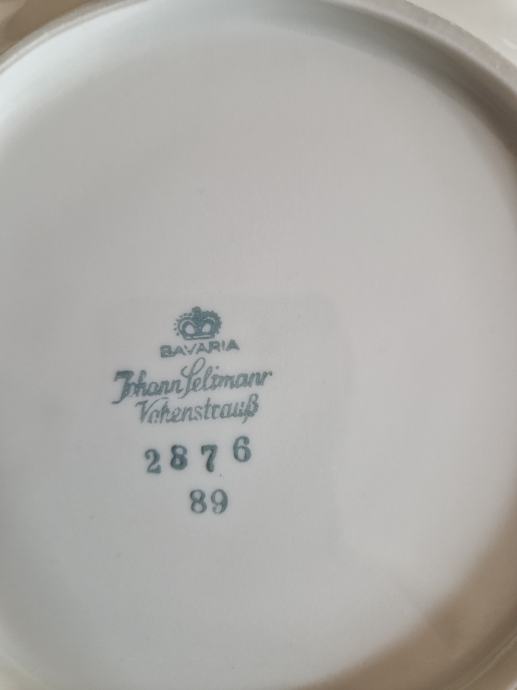 BAVARIA
Johann Seltmann
Vohenstrauß
2876
89